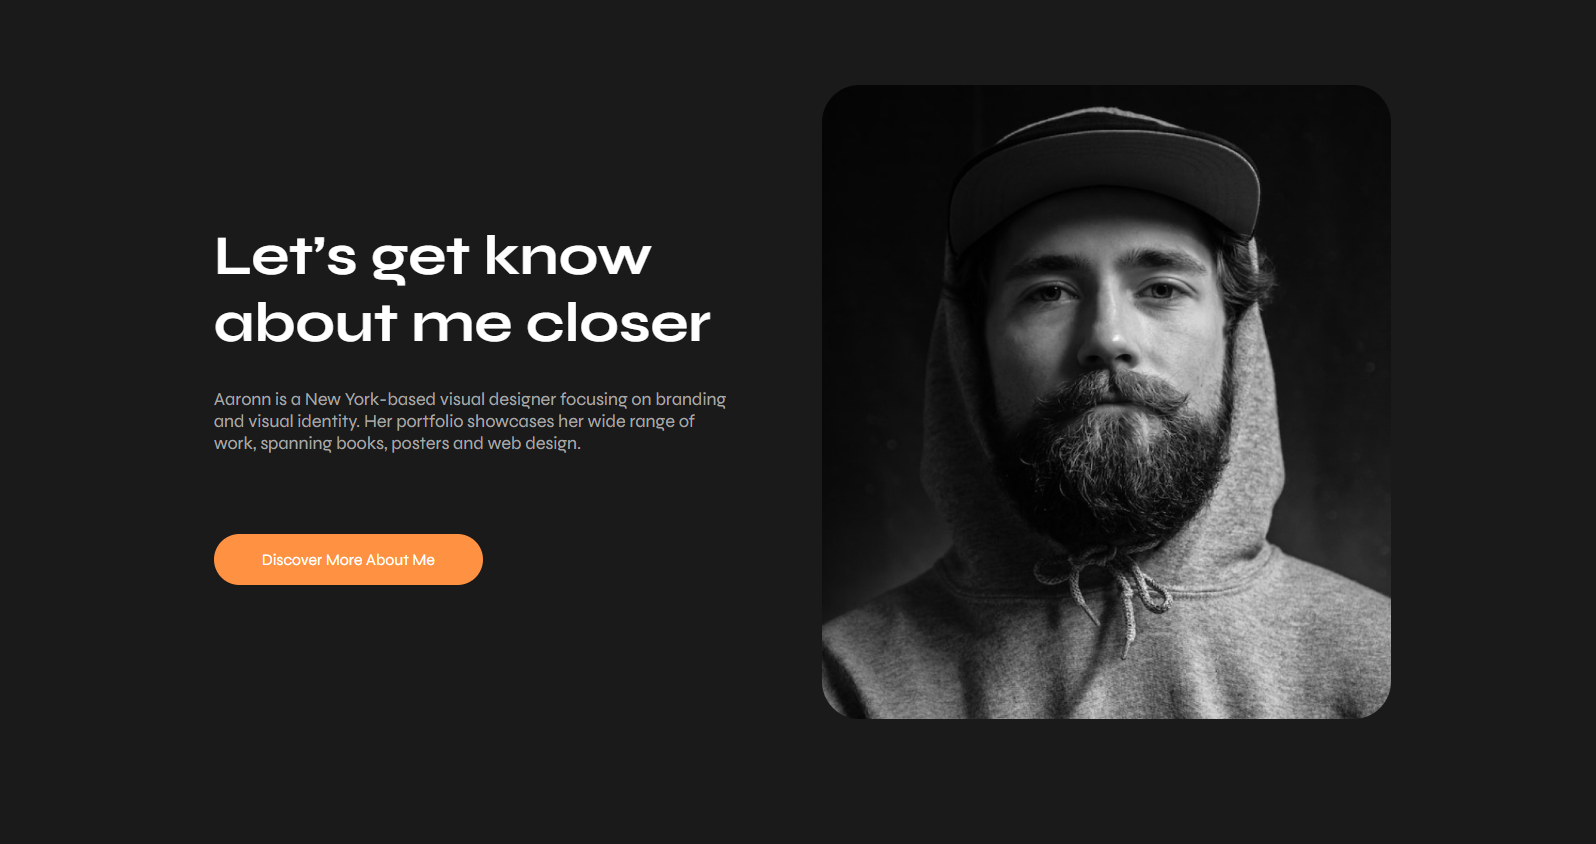 Let’s get know
about me closer
Aaronn is a New York-based visual designer focusing on branding
and visual identity. Her portfolio showcases her wide range of
work, spanning books, posters and web design.
Discover More About Me